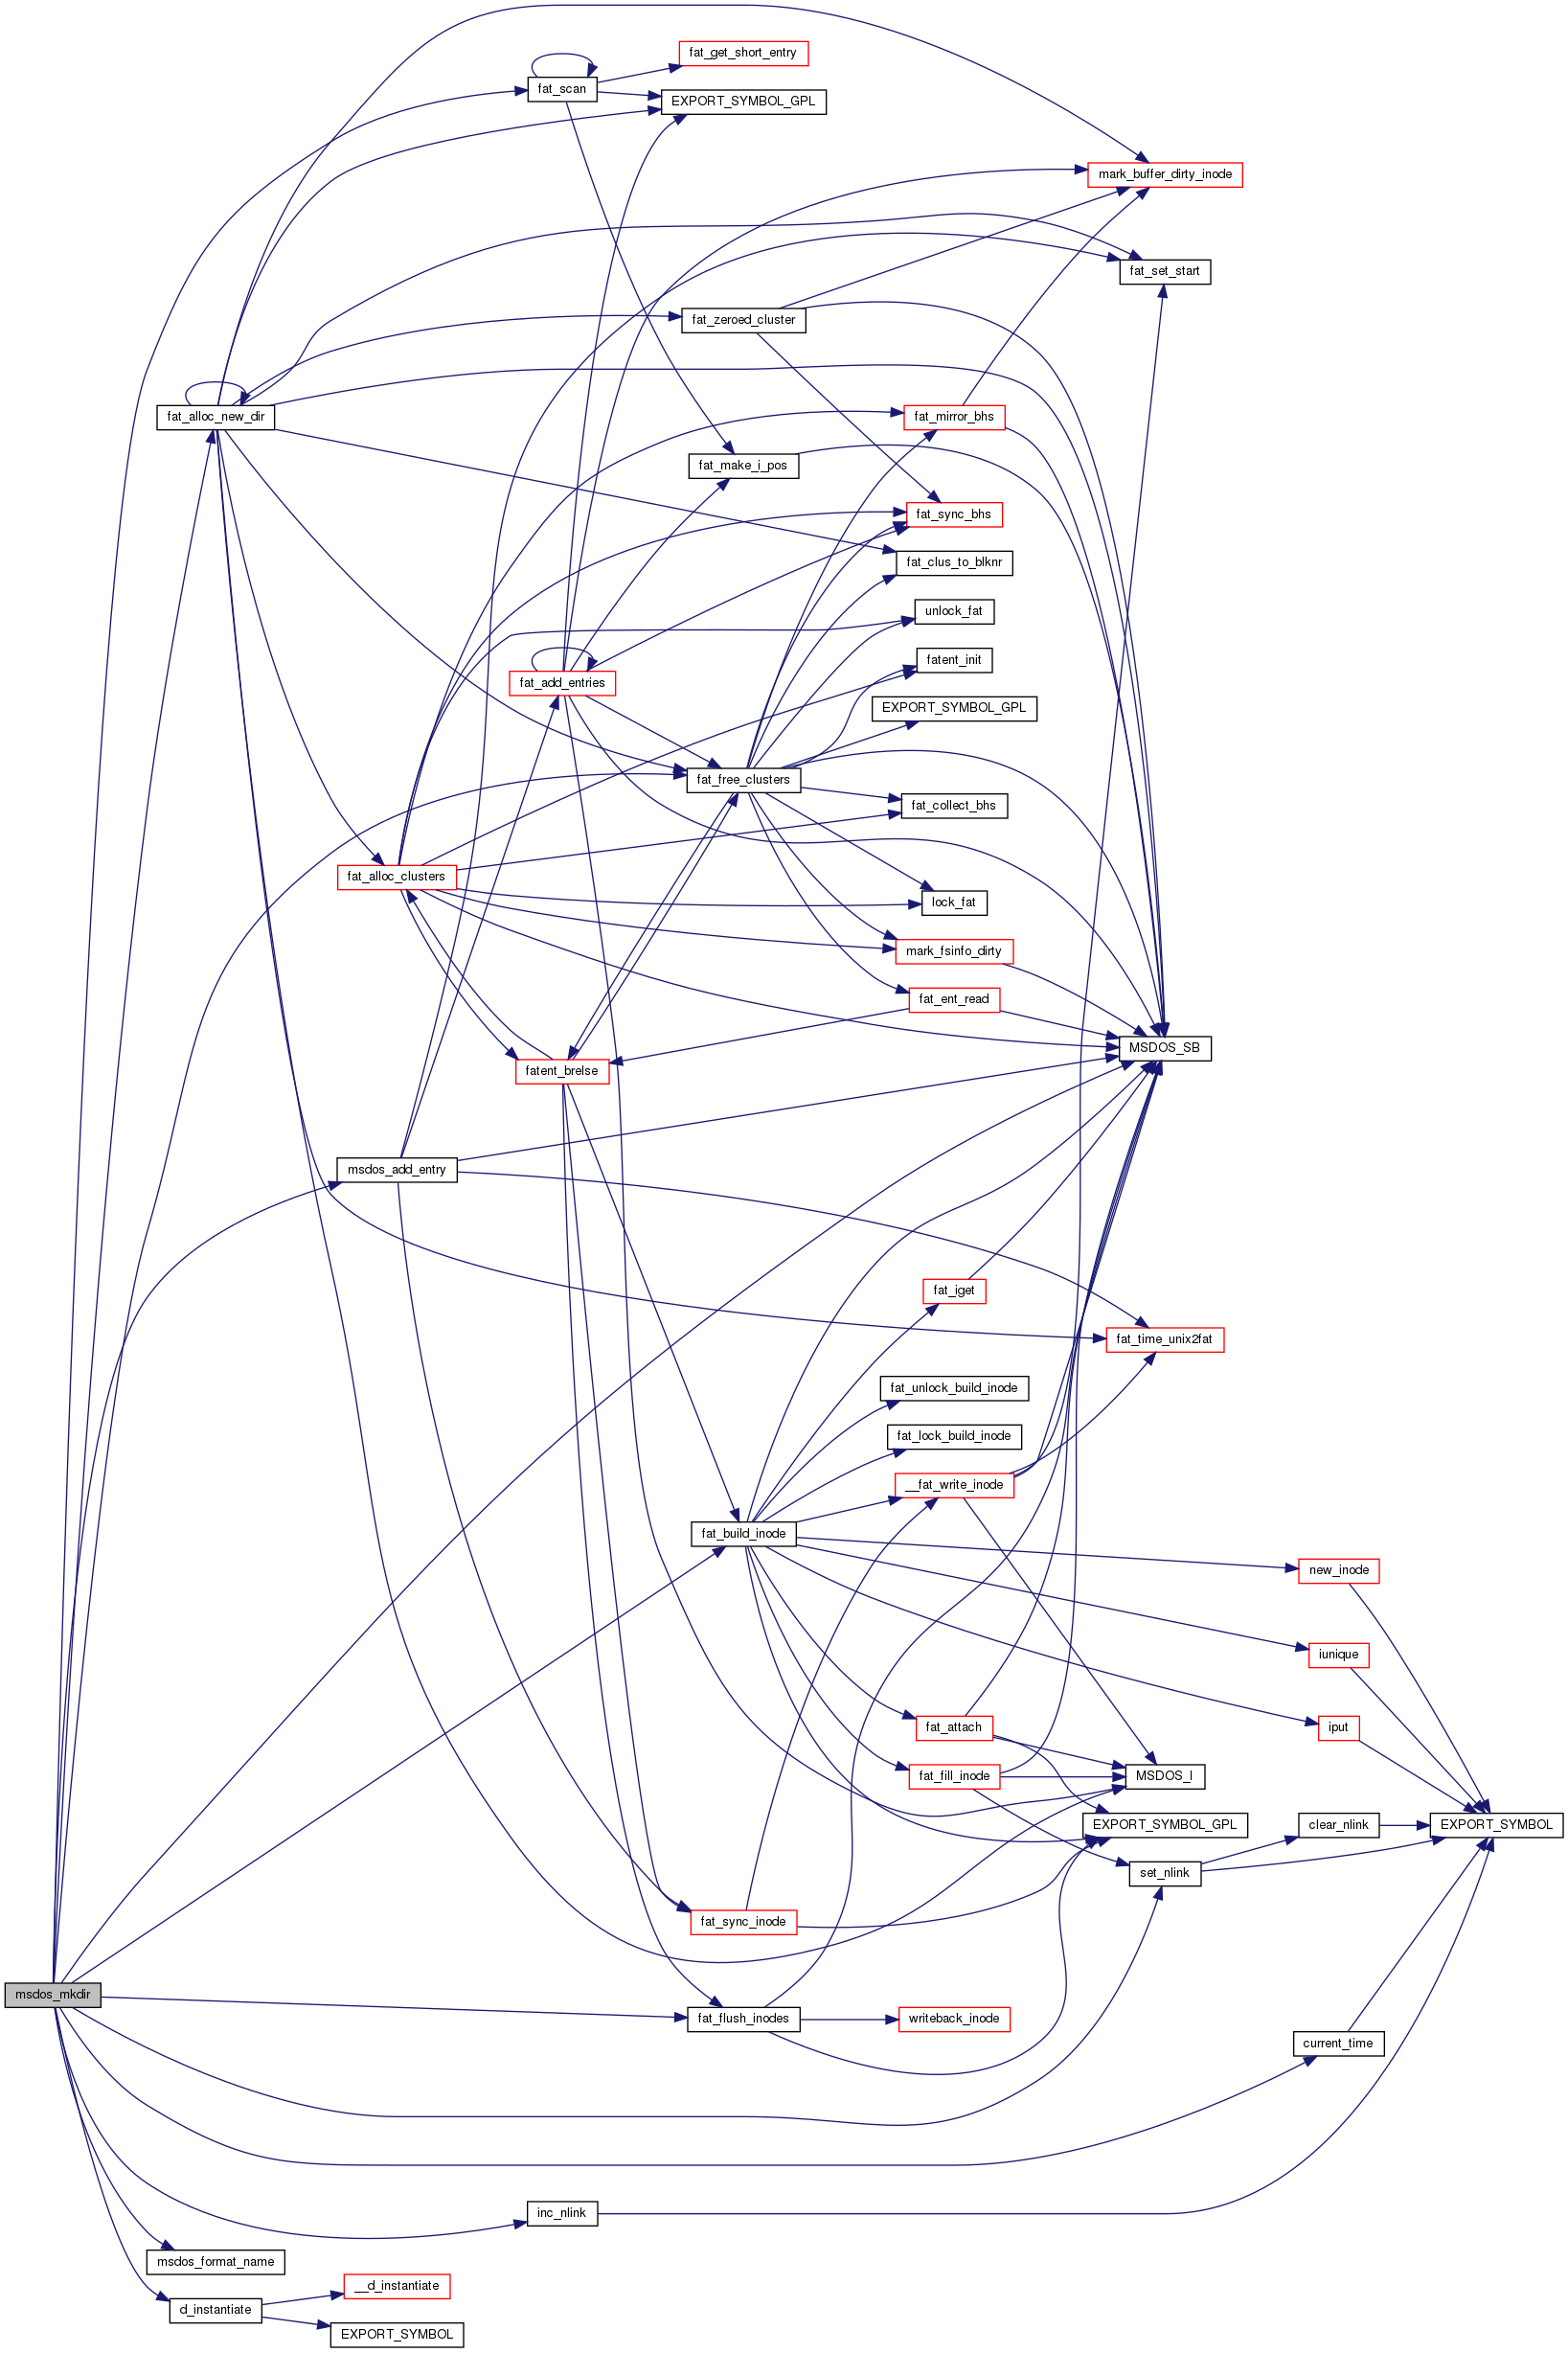 fat_get_short_entry
fat_scan
EXPORT_SYMBOL_GPL
mark_buffer_dirty_inode
fat_set_start
fat_zeroed_cluster
fat_alloc_new_dir
fat_mirror_bhs
fat_make_i_pos
fat_sync_bhs
fat_clus_to_blknr
unlock_fat
fatent_init
fat_add_entries
EXPORT_SYMBOL_GPL
fat_free_clusters
fat_collect_bhs
fat_alloc_clusters
lock_fat
mark_fsinfo_dirty
fat_ent_read
MSDOS_SB
fatent_brelse
msdos_add_entry
fat_iget
fat_time_unix2fat
fat_unlock_build_inode
fat_lock_build_inode
__fat_write_inode
fat_build_inode
new_inode
iunique
fat_attach
iput
fat_fill_inode
MSDOS_I
EXPORT_SYMBOL_GPL
clear_nlink
EXPORT_SYMBOL
set_nlink
fat_sync_inode
msdos_mkdir
fat_flush_inodes
writeback_inode
current_time
inc_nlink
msdos_format_name
__d_instantiate
d_instantiate
EXPORT_SYMBOL